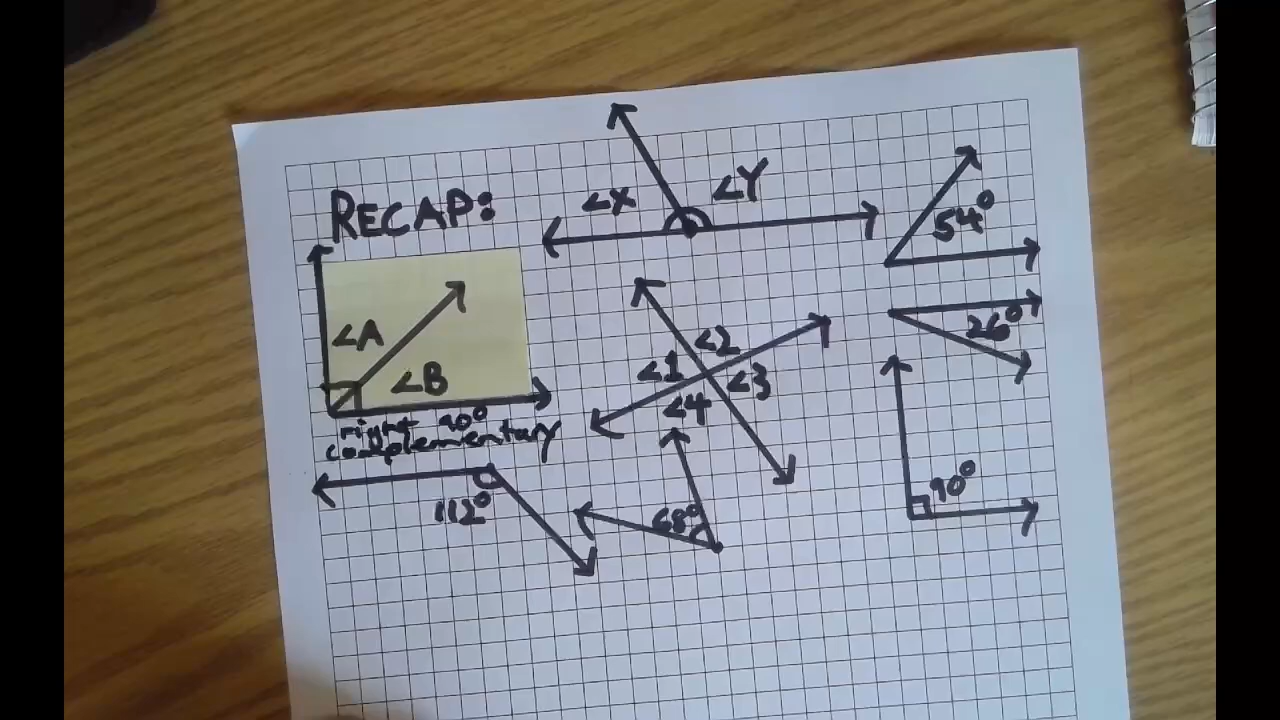 RECAP:
∠X
∠Y
54°
∠A
∠B
right 90°
complementary
∠1
∠2
∠3
∠4
26°
112°
68°
90°